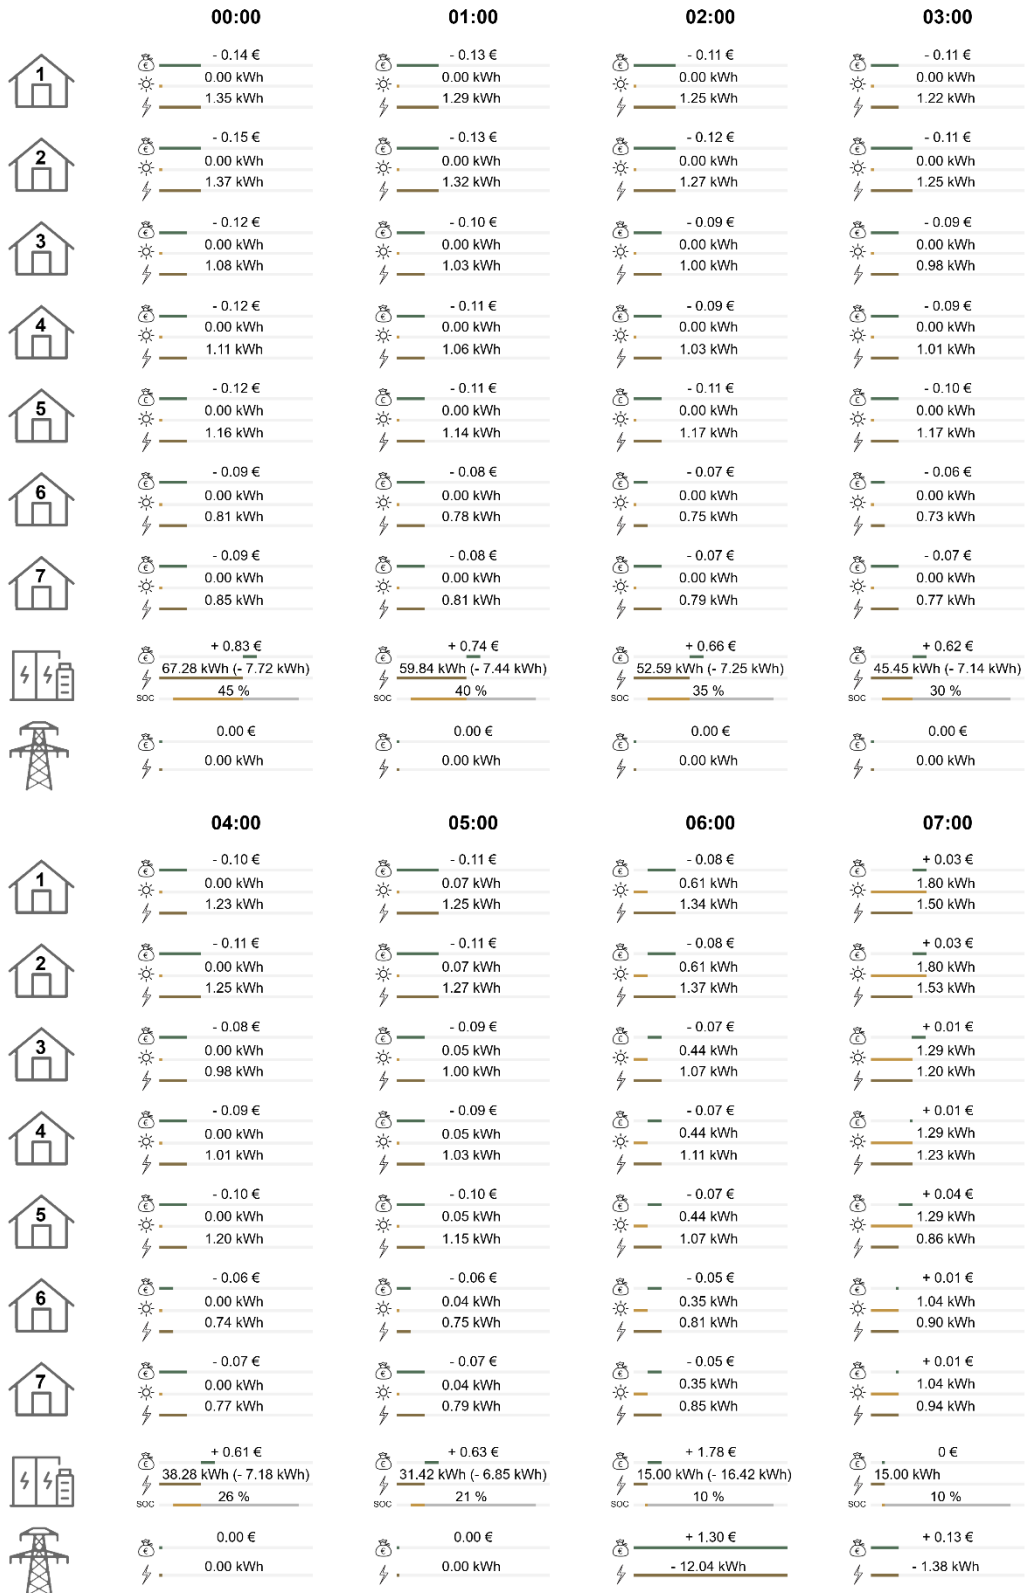 00:00 01:00 02:00 03:00
1 - 0.14 € - 0.13 € - 0.11 € - 0.11 €
0.00 kWh 0.00 kWh 0.00 kWh 0.00 kWh
1.35 kWh 1.29 kWh 1.25 kWh 1.22 kWh
2 - 0.15 € - 0.13 € - 0.12 € - 0.11 €
0.00 kWh 0.00 kWh 0.00 kWh 0.00 kWh
1.37 kWh 1.32 kWh 1.27 kWh 1.25 kWh
3 - 0.12 € - 0.10 € - 0.09 € - 0.09 €
0.00 kWh 0.00 kWh 0.00 kWh 0.00 kWh
1.08 kWh 1.03 kWh 1.00 kWh 0.98 kWh
4 - 0.12 € - 0.11 € - 0.09 € - 0.09 €
0.00 kWh 0.00 kWh 0.00 kWh 0.00 kWh
1.11 kWh 1.06 kWh 1.03 kWh 1.01 kWh
5 - 0.12 € - 0.11 € - 0.11 € - 0.10 €
0.00 kWh 0.00 kWh 0.00 kWh 0.00 kWh
1.16 kWh 1.14 kWh 1.17 kWh 1.17 kWh
6 - 0.09 € - 0.08 € - 0.07 € - 0.06 €
0.00 kWh 0.00 kWh 0.00 kWh 0.00 kWh
0.81 kWh 0.78 kWh 0.75 kWh 0.73 kWh
7 - 0.09 € - 0.08 € - 0.07 € - 0.07 €
0.00 kWh 0.00 kWh 0.00 kWh 0.00 kWh
0.85 kWh 0.81 kWh 0.79 kWh 0.77 kWh
+ 0.83 € + 0.74 € + 0.66 € + 0.62 €
67.28 kWh (- 7.72 kWh) 59.84 kWh (- 7.44 kWh) 52.59 kWh (- 7.25 kWh) 45.45 kWh (- 7.14 kWh)
SOC 45 % SOC 40 % SOC 35 % SOC 30 %
0.00 € 0.00 € 0.00 € 0.00 €
0.00 kWh 0.00 kWh 0.00 kWh 0.00 kWh
04:00 05:00 06:00 07:00
1 - 0.10 € - 0.11 € - 0.08 € + 0.03 €
0.00 kWh 0.07 kWh 0.61 kWh 1.80 kWh
1.23 kWh 1.25 kWh 1.34 kWh 1.50 kWh
2 - 0.11 € - 0.11 € - 0.08 € + 0.03 €
0.00 kWh 0.07 kWh 0.61 kWh 1.80 kWh
1.25 kWh 1.27 kWh 1.37 kWh 1.53 kWh
3 - 0.08 € - 0.09 € - 0.07 € + 0.01 €
0.00 kWh 0.05 kWh 0.44 kWh 1.29 kWh
0.98 kWh 1.00 kWh 1.07 kWh 1.20 kWh
4 - 0.09 € - 0.09 € - 0.07 € + 0.01 €
0.00 kWh 0.05 kWh 0.44 kWh 1.29 kWh
1.01 kWh 1.03 kWh 1.11 kWh 1.23 kWh
5 - 0.10 € - 0.10 € - 0.07 € + 0.04 €
0.00 kWh 0.05 kWh 0.44 kWh 1.29 kWh
1.20 kWh 1.15 kWh 1.07 kWh 0.86 kWh
6 - 0.06 € - 0.06 € - 0.05 € + 0.01 €
0.00 kWh 0.04 kWh 0.35 kWh 1.04 kWh
0.74 kWh 0.75 kWh 0.81 kWh 0.90 kWh
7 - 0.07 € - 0.07 € - 0.05 € + 0.01 €
0.00 kWh 0.04 kWh 0.35 kWh 1.04 kWh
0.77 kWh 0.79 kWh 0.85 kWh 0.94 kWh
+ 0.61 € + 0.63 € + 1.78 € 0 €
38.28 kWh (- 7.18 kWh) 31.42 kWh (- 6.85 kWh) 15.00 kWh (- 16.42 kWh) 15.00 kWh
SOC 26 % SOC 21 % SOC 10 % SOC 10 %
0.00 € 0.00 € + 1.30 € + 0.13 €
0.00 kWh 0.00 kWh - 12.04 kWh - 1.38 kWh